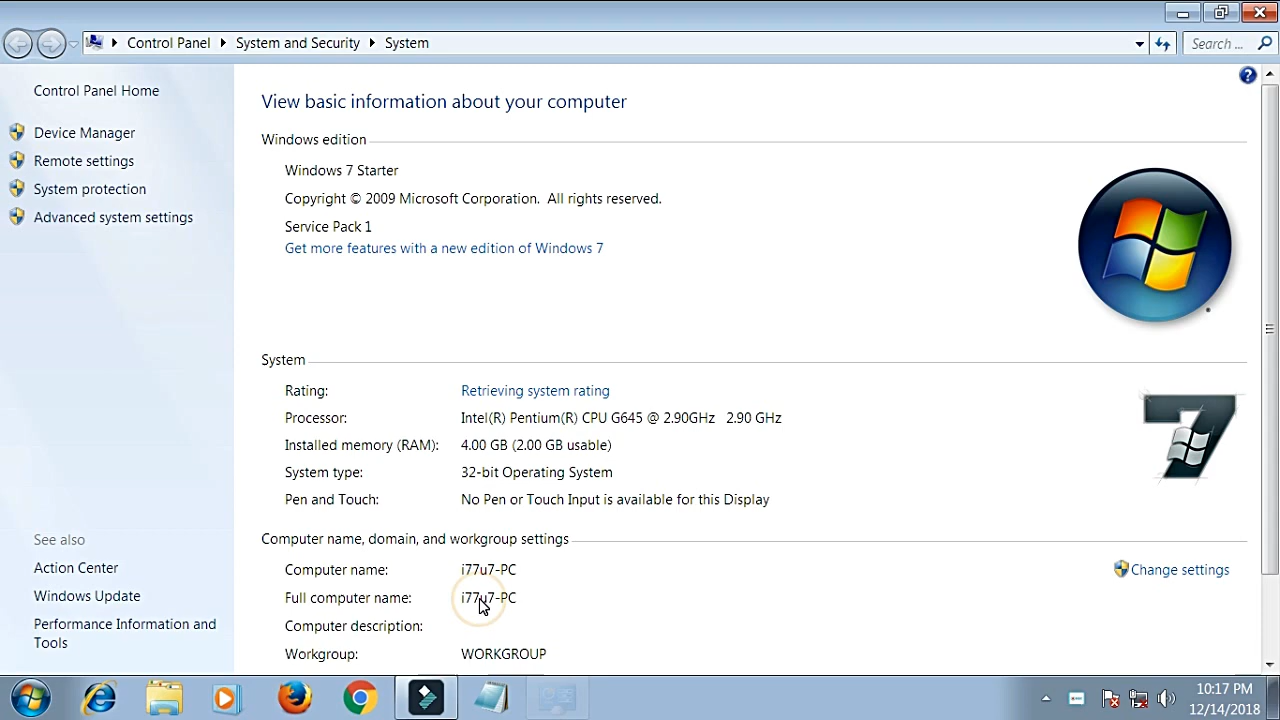 Control Panel System and Security System
Search ...
Control Panel Home
Device Manager
Remote settings
System protection
Advanced system settings
See also
Action Center
Windows Update
Performance Information and
Tools
View basic information about your computer
Windows edition
Windows 7 Starter
Copyright © 2009 Microsoft Corporation. All rights reserved.
Service Pack 1
Get more features with a new edition of Windows 7
System
Rating: Retrieving system rating
Processor: Intel(R) Pentium(R) CPU G645 @ 2.90GHz 2.90 GHz
Installed memory (RAM): 4.00 GB (2.00 GB usable)
System type: 32-bit Operating System
Pen and Touch: No Pen or Touch Input is available for this Display
7
Computer name, domain, and workgroup settings
Computer name: i77u7-PC
Change settings
Full computer name: i77u7-PC
Computer description:
Workgroup: WORKGROUP
10:17 PM
12/14/2018